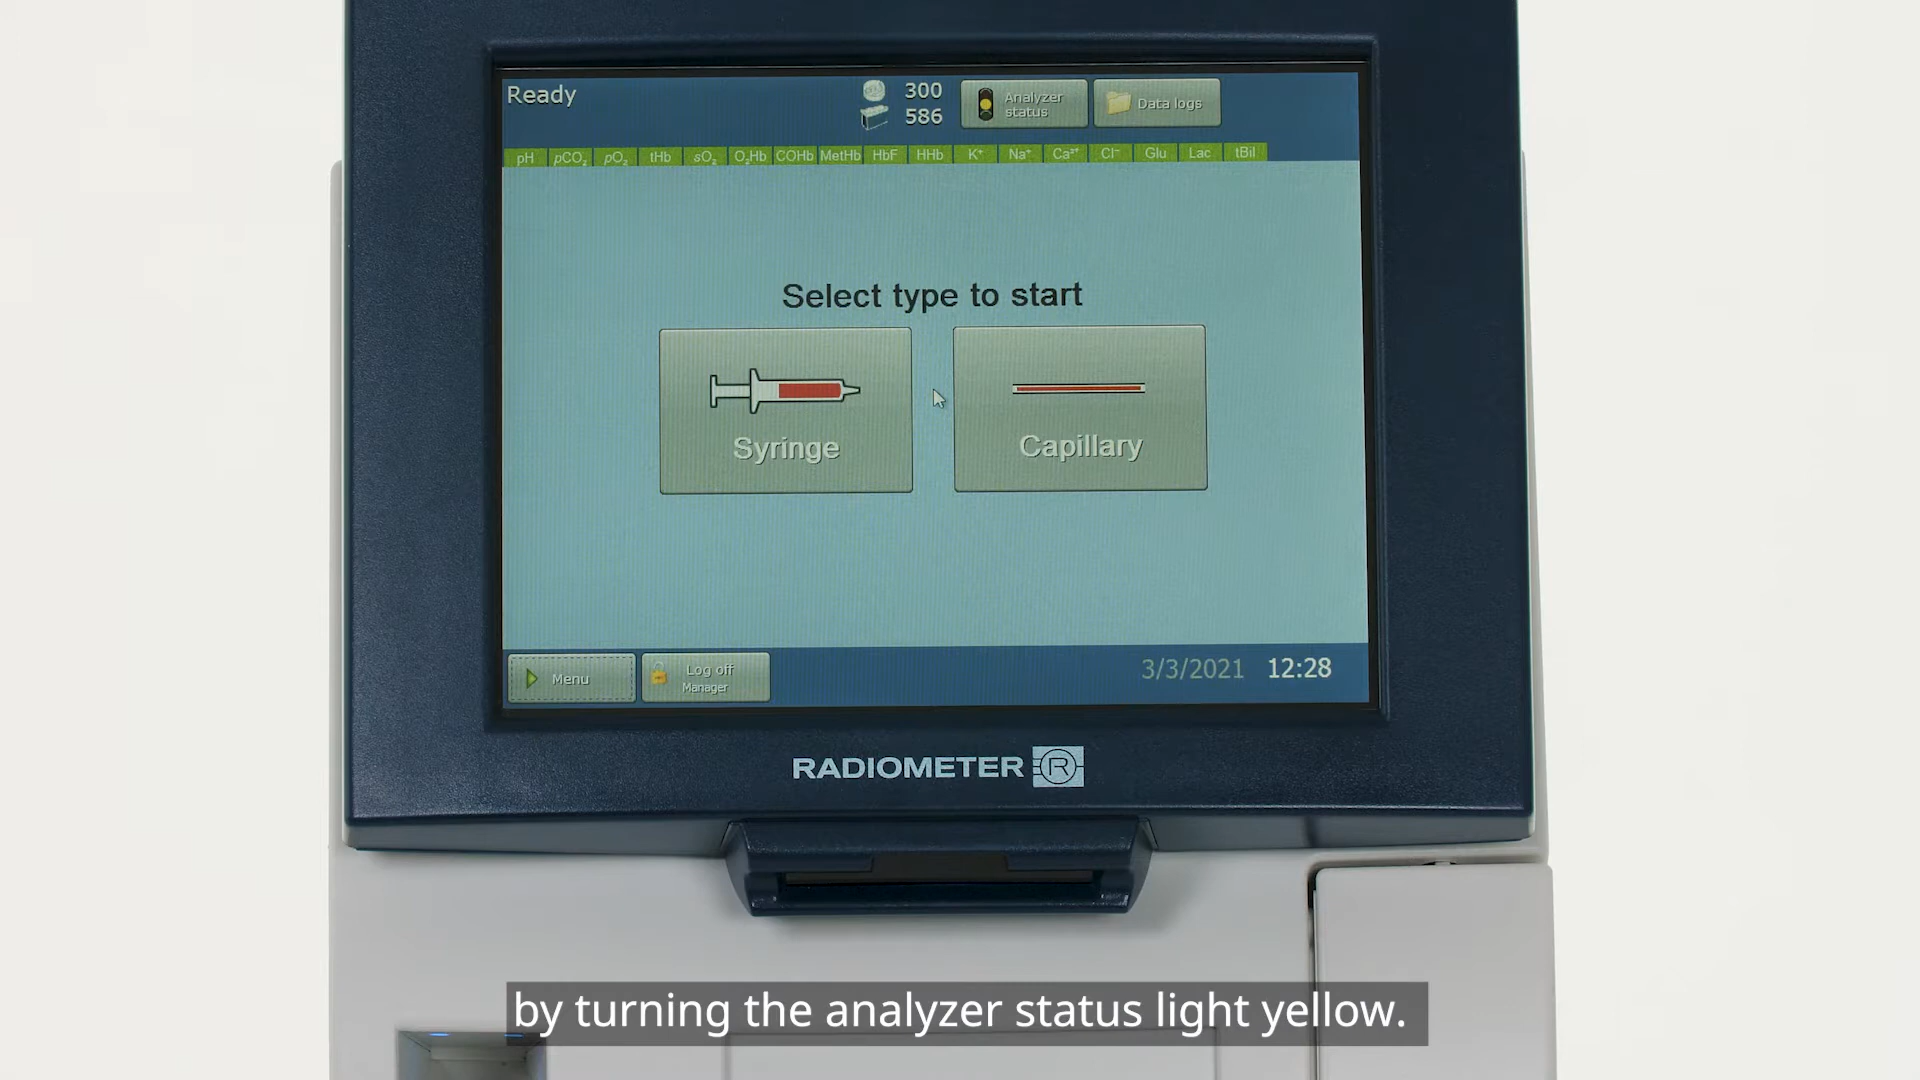 Ready
300
586
Analyzer
status
Data logs
pH pCO₂ pO₂ tHb sO₂ O₂Hb COHb MetHb HbF HHb K⁺ Na⁺ Ca²⁺ Cl⁻ Glu Lac tBil
Select type to start
Syringe
Capillary
Menu
Log off
Manager
3/3/2021 12:28
RADIOMETER R
by turning the analyzer status light yellow.